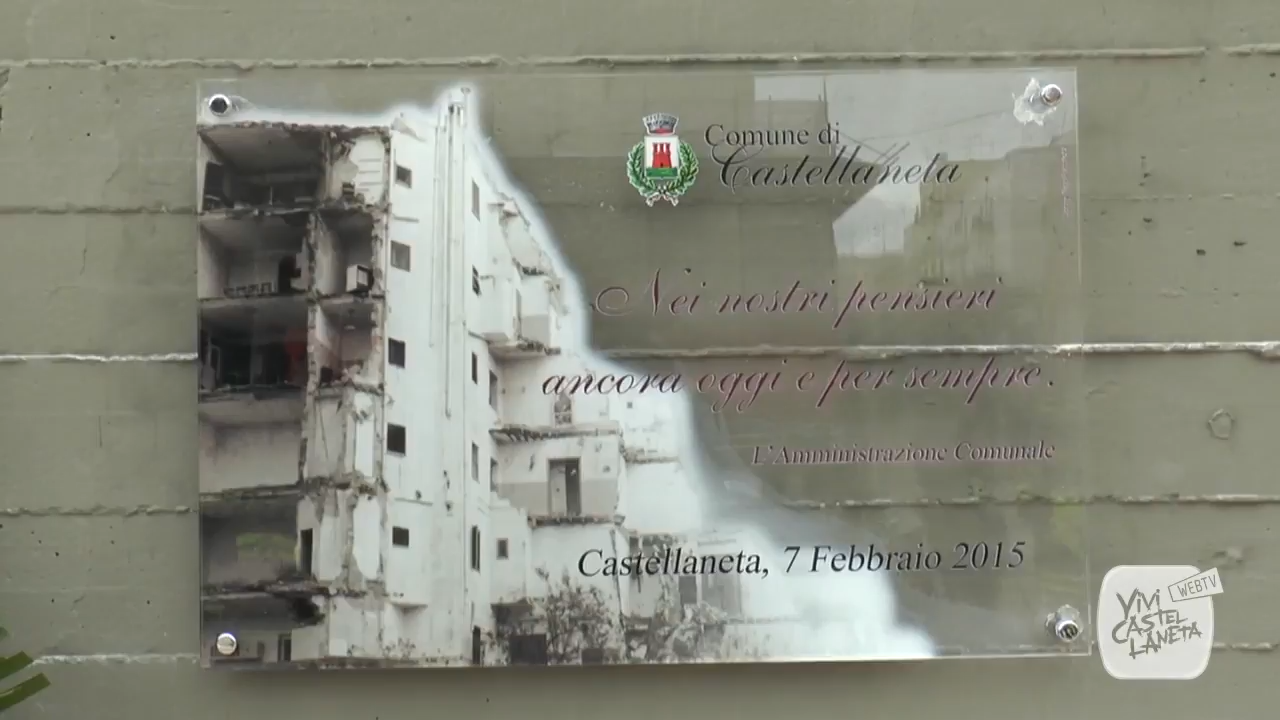 Comune di
Castellaneta
Nei nostri pensieri
ancora oggi e per sempre.
L'Amministrazione Comunale
Castellaneta, 7 Febbraio 2015
WEBTV
VIVI
CASTEL
LANETA